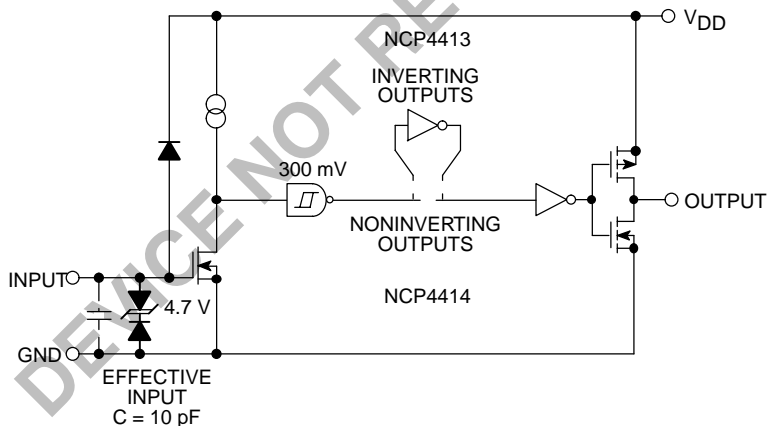 VDD
NCP4413
INVERTING
OUTPUTS
300 mV
OUTPUT
NONINVERTING
OUTPUTS
INPUT
4.7 V
NCP4414
GND
EFFECTIVE
INPUT
C = 10 pF
DEVICE NOT RE